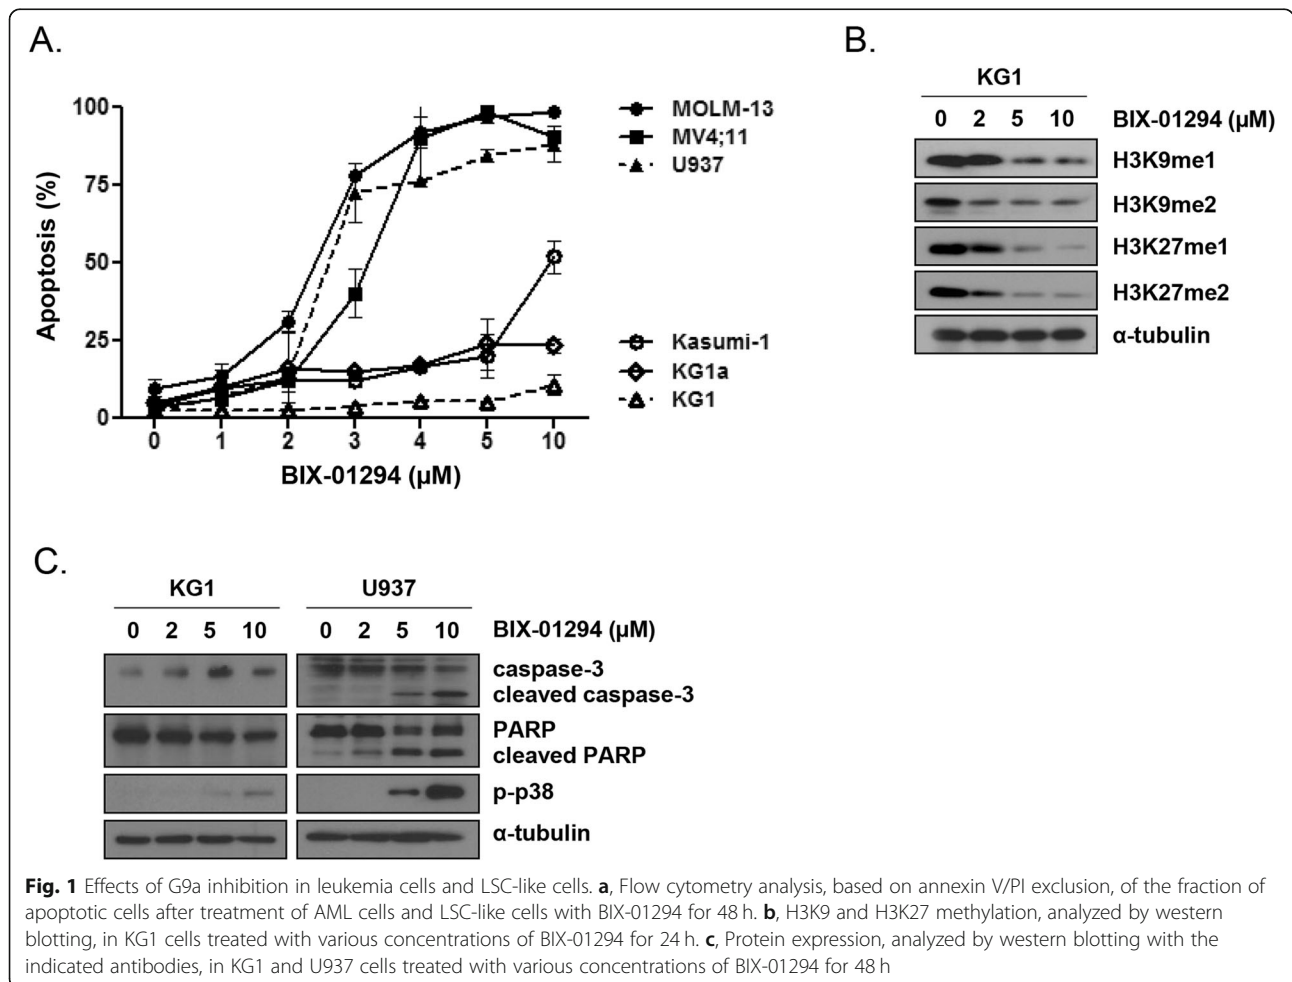 A.
100
75
50
25
0
Apoptosis (%)
0 1 2 3 4 5 10
BIX-01294 (µM)
MOLM-13
MV4;11
U937
Kasumi-1
KG1a
KG1
B.
KG1
0 2 5 10 BIX-01294 (µM)
H3K9me1
H3K9me2
H3K27me1
H3K27me2
α-tubulin
C.
KG1 U937
0 2 5 10 0 2 5 10 BIX-01294 (µM)
caspase-3
cleaved caspase-3
PARP
cleaved PARP
p-p38
α-tubulin
Fig. 1 Effects of G9a inhibition in leukemia cells and LSC-like cells. a, Flow cytometry analysis, based on annexin V/PI exclusion, of the fraction of
apoptotic cells after treatment of AML cells and LSC-like cells with BIX-01294 for 48 h. b, H3K9 and H3K27 methylation, analyzed by western
blotting, in KG1 cells treated with various concentrations of BIX-01294 for 24 h. c, Protein expression, analyzed by western blotting with the
indicated antibodies, in KG1 and U937 cells treated with various concentrations of BIX-01294 for 48 h